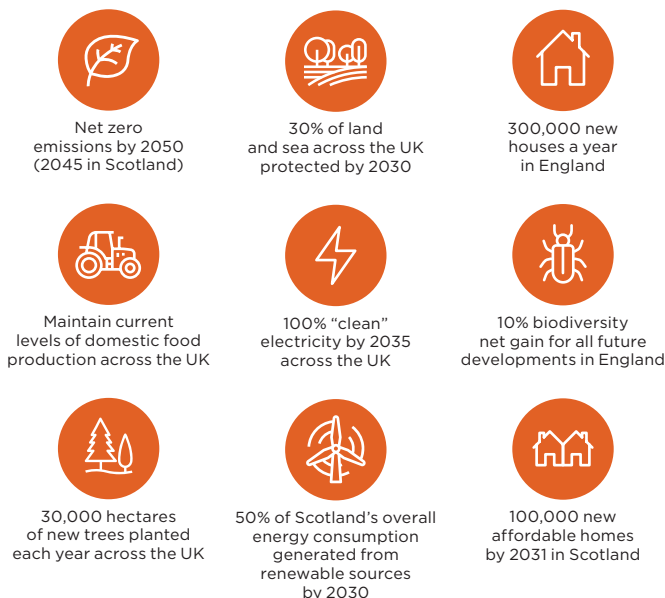 Net zero
emissions by 2050
(2045 in Scotland)
30% of land
and sea across the UK
protected by 2030
300,000 new
houses a year
in England
Maintain current
levels of domestic food
production across the UK
100% “clean”
electricity by 2035
across the UK
10% biodiversity
net gain for all future
developments in England
30,000 hectares
of new trees planted
each year across the UK
50% of Scotland’s overall
energy consumption
generated from
renewable sources
by 2030
100,000 new
affordable homes
by 2031 in Scotland